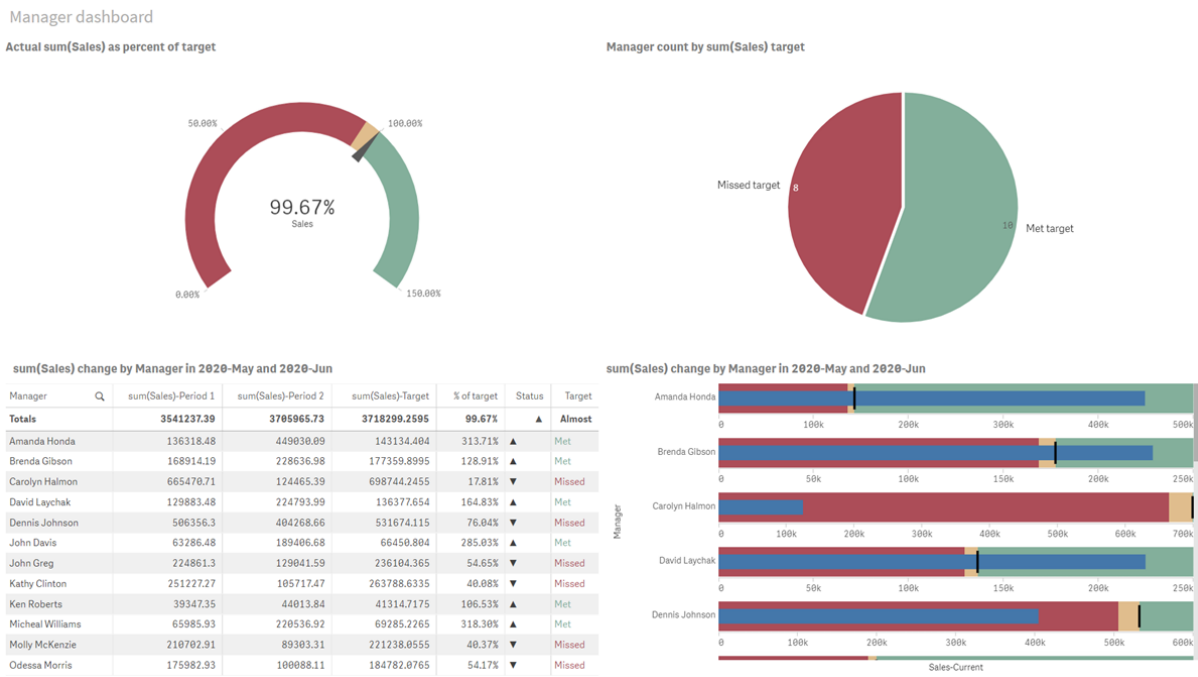 Manager dashboard
Actual sum(Sales) as percent of target
50.00%
100.00%
99.67%
Sales
0.00%
150.00%
Manager count by sum(Sales) target
Missed target
8
10
Met target
sum(Sales) change by Manager in 2020-May and 2020-Jun
Manager sum(Sales)-Period 1 sum(Sales)-Period 2 sum(Sales)-Target % of target Status Target
Totals 3541237.39 3705965.73 3718299.2595 99.67% ▲ Almost
Amanda Honda 136318.48 449030.09 143134.404 313.71% ▲ Met
Brenda Gibson 168914.19 228636.98 177359.8995 128.91% ▲ Met
Carolyn Halmon 665470.71 124465.39 698744.2455 17.81% ▼ Missed
David Laychak 129883.48 224793.99 136377.654 164.83% ▲ Met
Dennis Johnson 506356.3 404268.66 531674.115 76.04% ▼ Missed
John Davis 63286.48 189406.68 66450.804 285.03% ▲ Met
John Greg 224861.3 129041.59 236104.365 54.65% ▼ Missed
Kathy Clinton 251227.27 105717.47 263788.6335 40.08% ▼ Missed
Ken Roberts 39347.35 44013.84 41314.7175 106.53% ▲ Met
Micheal Williams 65985.93 220536.92 69285.2265 318.30% ▲ Met
Molly McKenzie 210702.91 89303.31 221238.0555 40.37% ▼ Missed
Odessa Morris 175982.93 100088.11 184782.0765 54.17% ▼ Missed
sum(Sales) change by Manager in 2020-May and 2020-Jun
Manager
Amanda Honda
0 100k 200k 300k 400k 500k
Brenda Gibson
0 50k 100k 150k 200k 250k
Carolyn Halmon
0 100k 200k 300k 400k 500k 600k 700k
David Laychak
0 50k 100k 150k 200k 250k
Dennis Johnson
0 100k 200k 300k 400k 500k 600k
Sales-Current